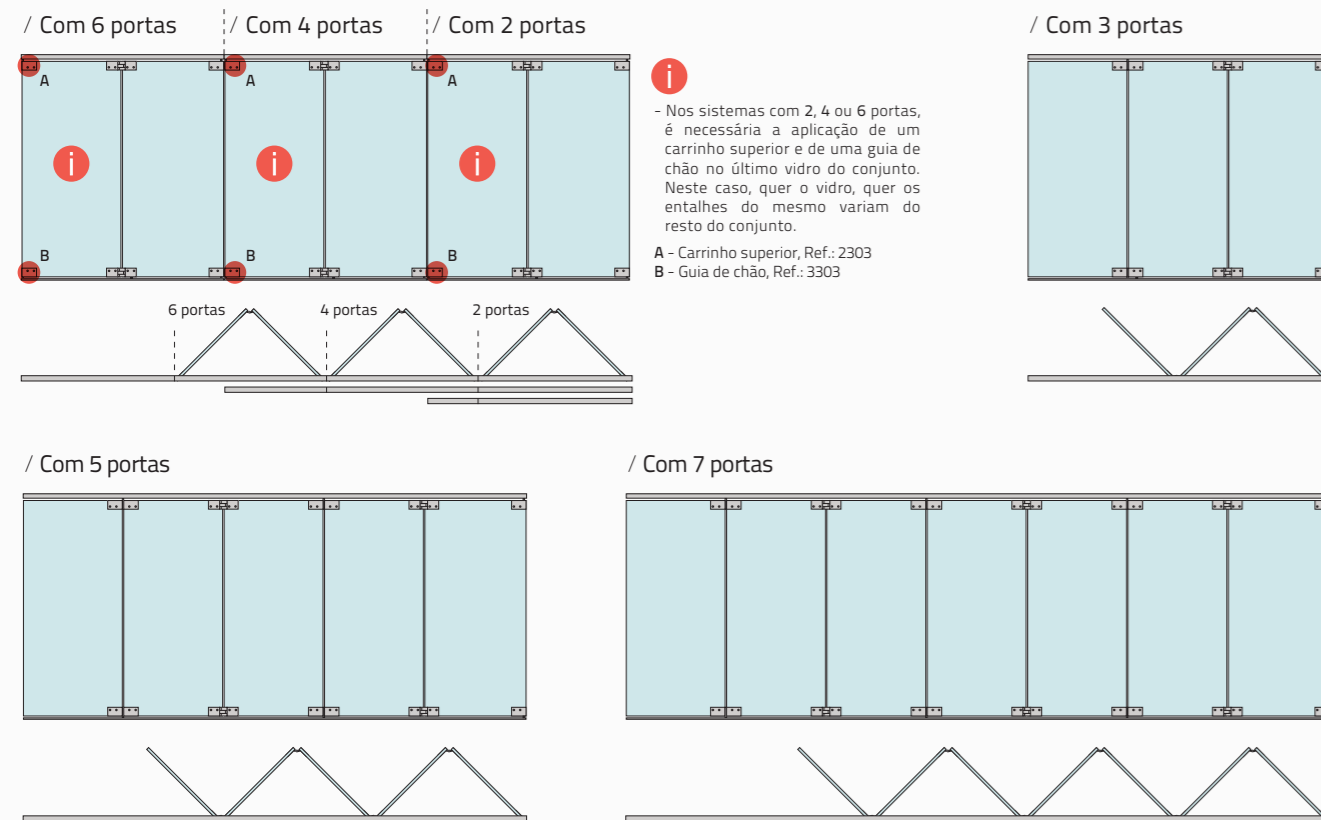 / Com 6 portas
/ Com 4 portas
/ Com 2 portas
/ Com 3 portas
A
A
A
i
i
i
i
B
B
B
- Nos sistemas com 2, 4 ou 6 portas,
é necessária a aplicação de um
carrinho superior e de uma guia de
chão no último vidro do conjunto.
Neste caso, quer o vidro, quer os
entalhes do mesmo variam do
resto do conjunto.
A - Carrinho superior, Ref.: 2303
B - Guia de chão, Ref.: 3303
6 portas
4 portas
2 portas
/ Com 5 portas
/ Com 7 portas